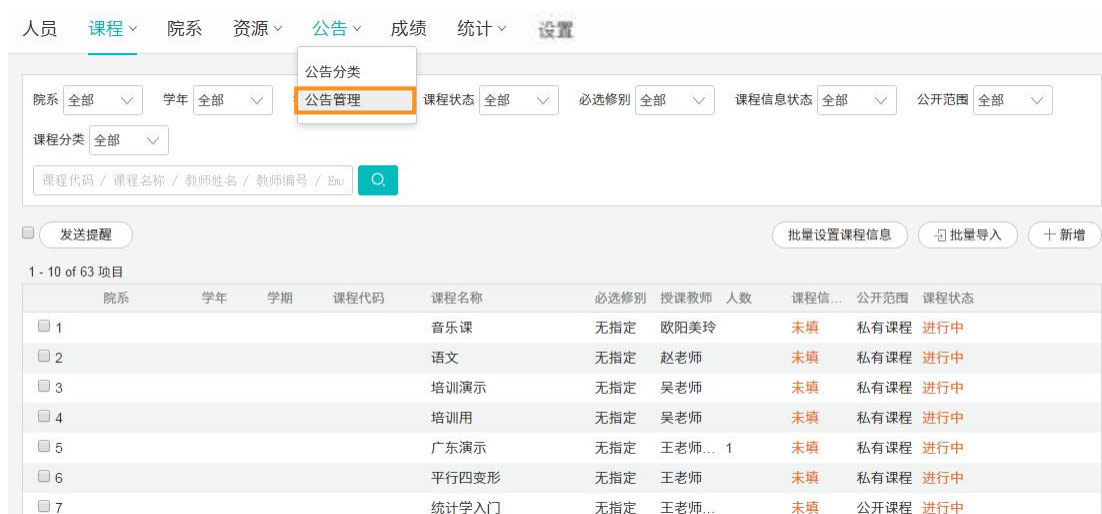 人员 课程 院系 资源 公告 成绩 统计 设置
公告分类
公告管理
院系 全部 学年 全部 课程状态 全部 必选修别 全部 课程信息状态 全部 公开范围 全部
课程分类 全部
课程代码 / 课程名称 / 教师姓名 / 教师编号 / Ema
发送提醒 批量设置课程信息 批量导入 新增
1 - 10 of 63 项目
院系 学年 学期 课程代码 课程名称 必选修别 授课教师 人数 课程信... 公开范围 课程状态
1 音乐课 无指定 欧阳美玲 未填 私有课程 进行中
2 语文 无指定 赵老师 未填 私有课程 进行中
3 培训演示 无指定 吴老师 未填 私有课程 进行中
4 培训用 无指定 吴老师 未填 私有课程 进行中
5 广东演示 无指定 王老师... 1 未填 私有课程 进行中
6 平行四变形 无指定 王老师 未填 私有课程 进行中
7 统计学入门 无指定 王老师... 未填 公开课程 进行中